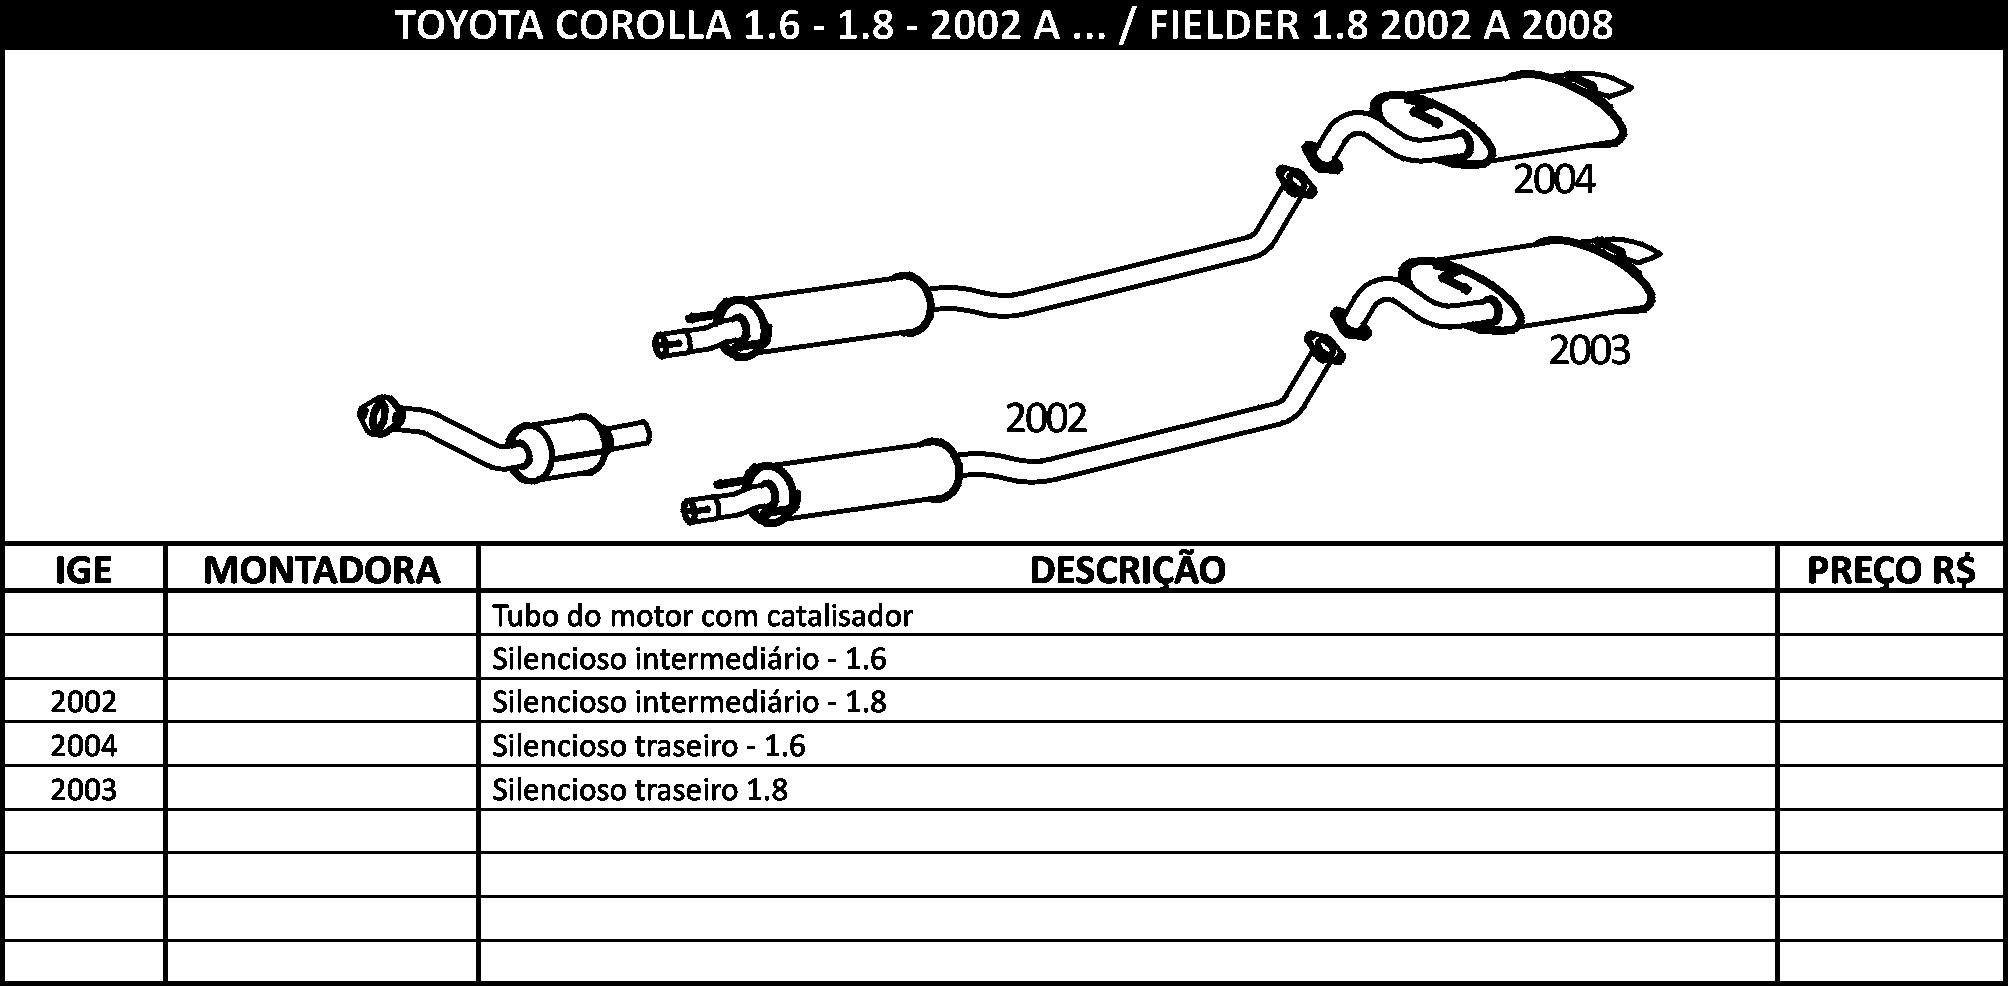 TOYOTA COROLLA 1.6 - 1.8 - 2002 A ... / FIELDER 1.8 2002 A 2008
2004
2003
2002
IGE MONTADORA DESCRIÇÃO PREÇO R$
Tubo do motor com catalisador
Silencioso intermediário - 1.6
2002 Silencioso intermediário - 1.8
2004 Silencioso traseiro - 1.6
2003 Silencioso traseiro 1.8